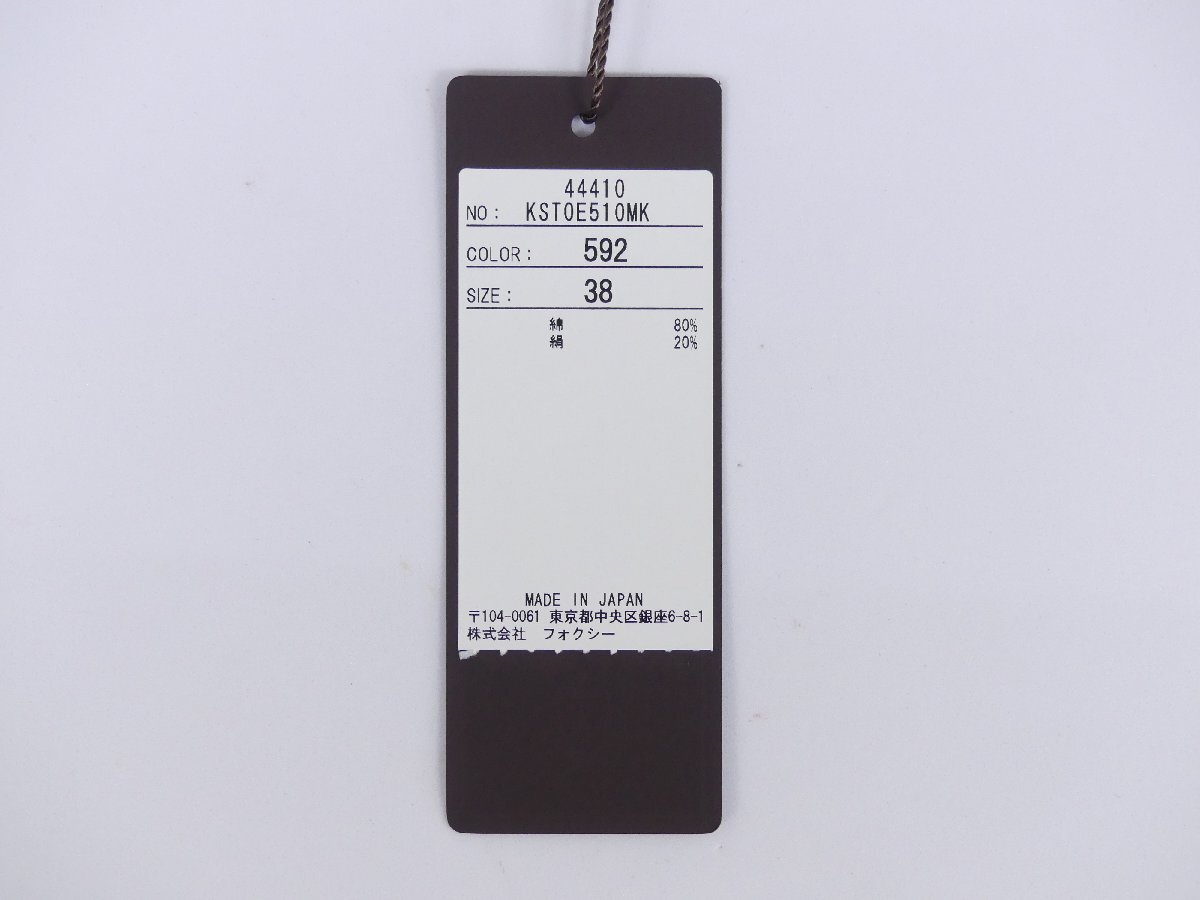 44410
NO: KST0E510MK
COLOR: 592
SIZE: 38
綿 80%
絹 20%
MADE IN JAPAN
〒104-0061 東京都中央区銀座6-8-1
株式会社 フォクシー